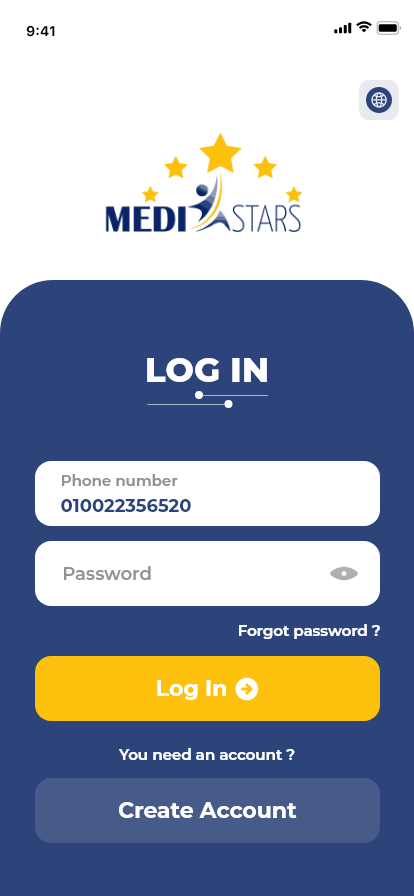 9:41
MEDI STARS
LOG IN
Phone number
010022356520
Password
Forgot password ?
Log In
You need an account ?
Create Account